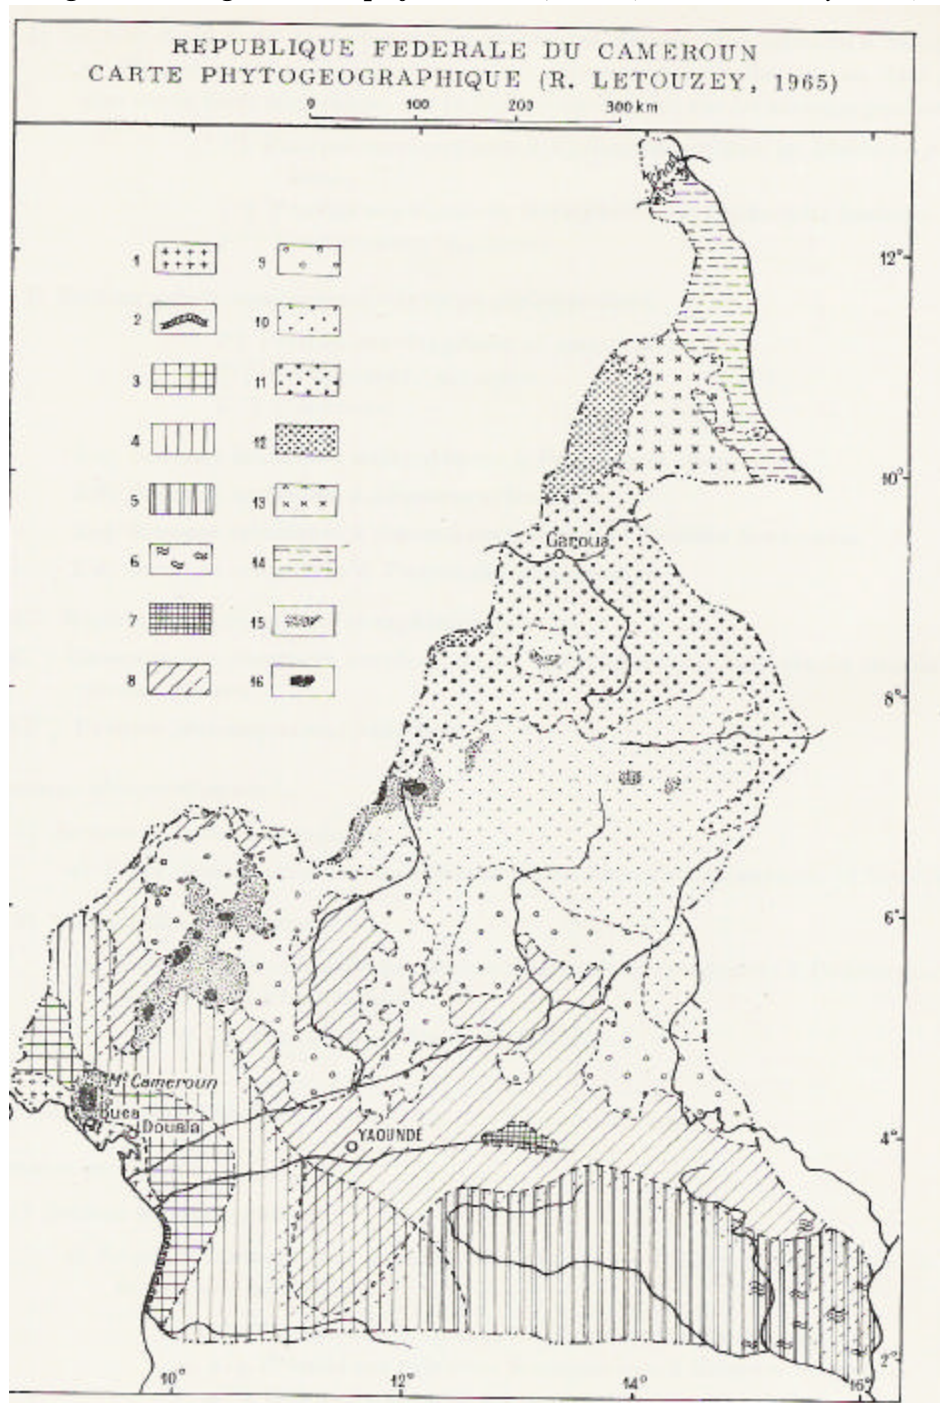 REPUBLIQUE FEDERALE DU CAMEROUN
CARTE PHYTOGEOGRAPHIQUE (R. LETOUZEY, 1965)
0 100 200 300 km
Tchad
1 9
12°
2 10
3 11
4 12
10°
5 13
Garoua
6 14
7 15
8 16
8°
6°
Mt Cameroun
Buea
Douala
YAOUNDÉ
4°
2°
10° 12° 14° 16°